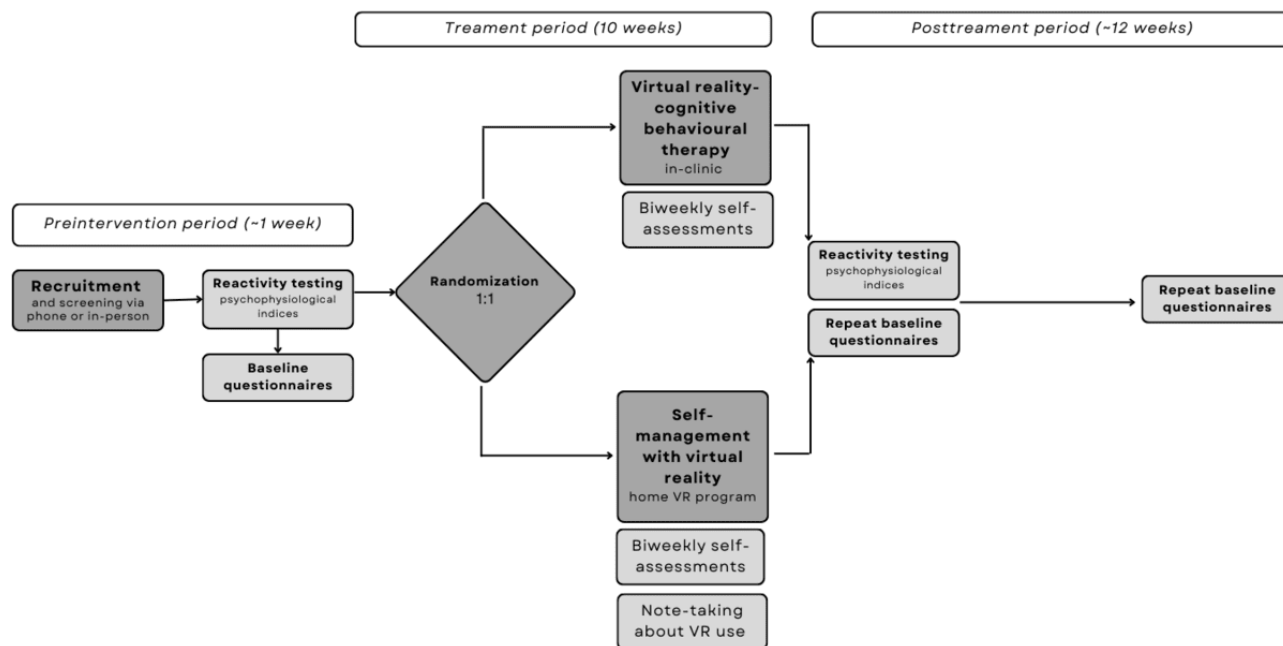 Treament period (10 weeks)
Posttreament period (~12 weeks)
Preintervention period (~1 week)
Recruitment
and screening via
phone or in-person
Reactivity testing
psychophysiological
indices
Baseline
questionnaires
Randomization
1:1
Virtual reality-
cognitive
behavioural
therapy
in-clinic
Biweekly self-
assessments
Self-
management
with virtual
reality
home VR program
Biweekly self-
assessments
Note-taking
about VR use
Reactivity testing
psychophysiological
indices
Repeat baseline
questionnaires
Repeat baseline
questionnaires